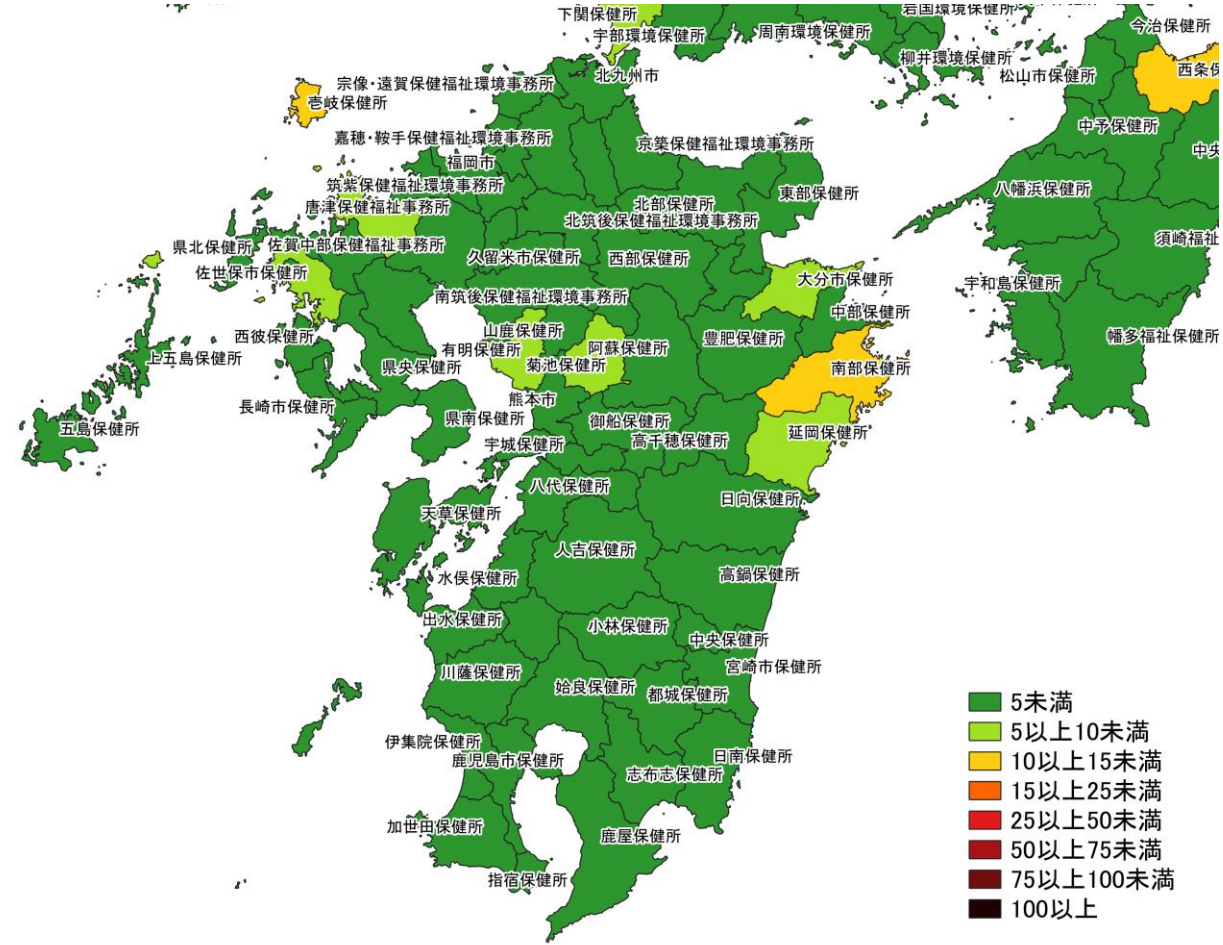 下関保健所
岩国環境保健所
宇部環境保健所
周南環境保健所
今治保健所
柳井環境保健所
北九州市
松山市保健所
西条保
宗像・遠賀保健福祉環境事務所
壱岐保健所
中予保健所
嘉穂・鞍手保健福祉環境事務所
京築保健福祉環境事務所
福岡市
中央
筑紫保健福祉環境事務所
東部保健所
八幡浜保健所
唐津保健福祉事務所
北部保健所
北筑後保健福祉環境事務所
須崎福祉
県北保健所
佐賀中部保健福祉事務所
久留米市保健所
西部保健所
佐世保市保健所
大分市保健所
宇和島保健所
南筑後保健福祉環境事務所
中部保健所
西彼保健所
山鹿保健所
豊肥保健所
幡多福祉保健所
有明保健所
阿蘇保健所
上五島保健所
県央保健所
菊池保健所
南部保健所
長崎市保健所
熊本市
県南保健所
御船保健所
五島保健所
延岡保健所
宇城保健所
高千穂保健所
八代保健所
日向保健所
天草保健所
人吉保健所
水俣保健所
高鍋保健所
出水保健所
小林保健所
中央保健所
川薩保健所
宮崎市保健所
姶良保健所
都城保健所
伊集院保健所
鹿児島市保健所
日南保健所
志布志保健所
加世田保健所
鹿屋保健所
指宿保健所
5未満
5以上10未満
10以上15未満
15以上25未満
25以上50未満
50以上75未満
75以上100未満
100以上